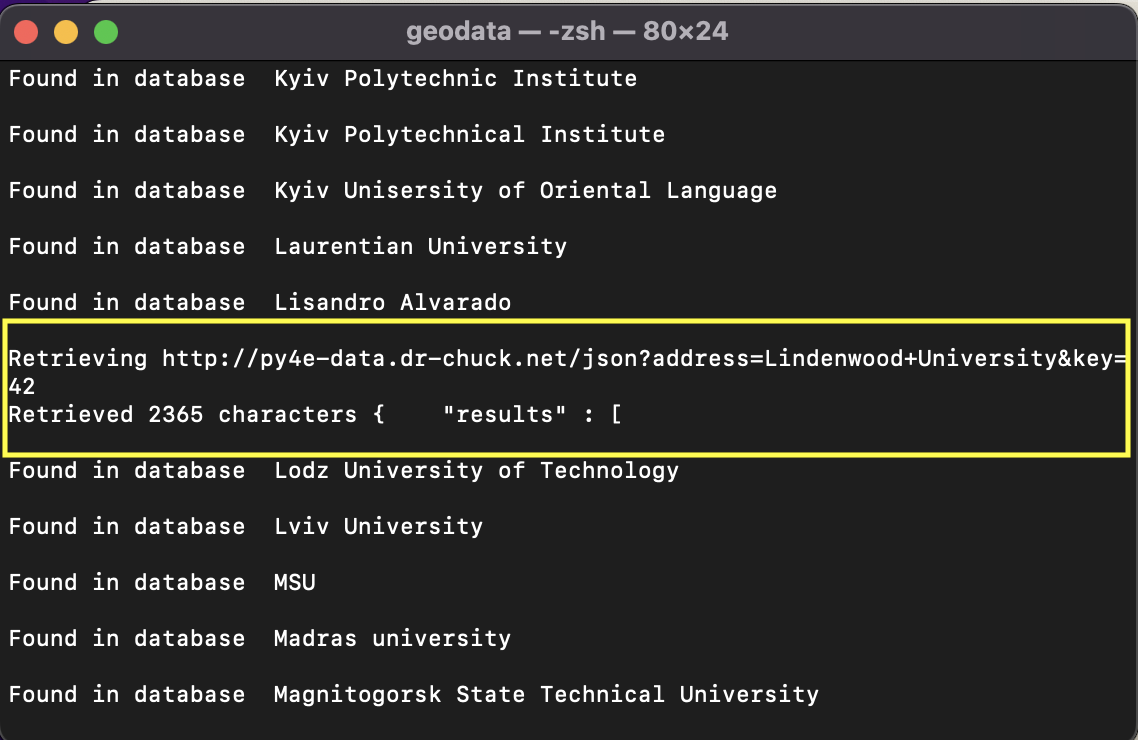 geodata — -zsh — 80×24
Found in database  Kyiv Polytechnic Institute
Found in database  Kyiv Polytechnical Institute
Found in database  Kyiv Unisersity of Oriental Language
Found in database  Laurentian University
Found in database  Lisandro Alvarado
Retrieving http://py4e-data.dr-chuck.net/json?address=Lindenwood+University&key=
42
Retrieved 2365 characters {    "results" : [
Found in database  Lodz University of Technology
Found in database  Lviv University
Found in database  MSU
Found in database  Madras university
Found in database  Magnitogorsk State Technical University